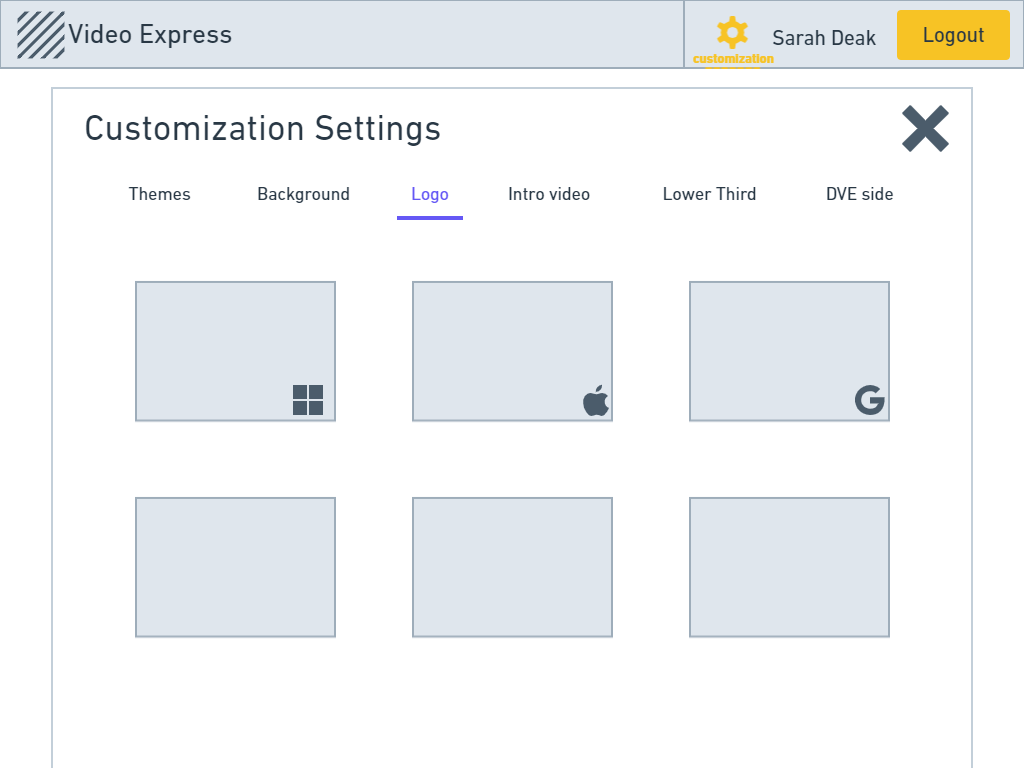 Video Express
customization
Sarah Deak
Logout
Customization Settings
Themes
Background
Logo
Intro video
Lower Third
DVE side